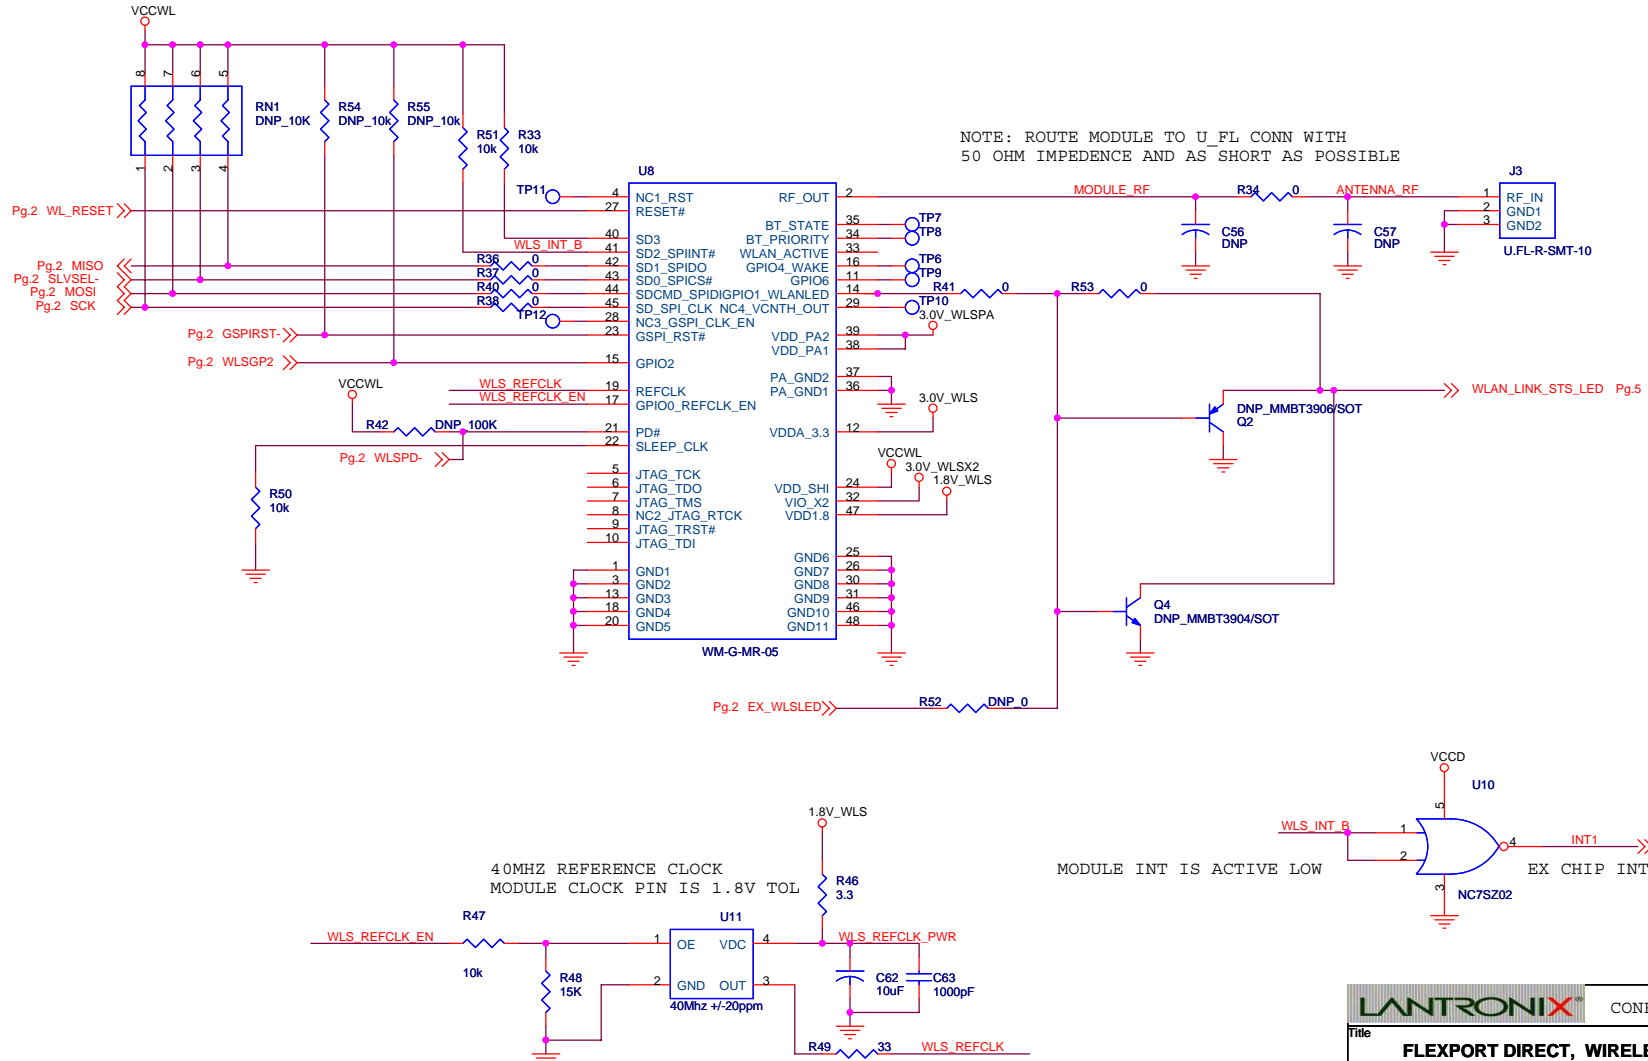 VCCWL
8 7 6 5
RN1
DNP_10K
R54
DNP_10k
R55
DNP_10k
R51
10k
R33
10k
1 2 3 4
NOTE: ROUTE MODULE TO U_FL CONN WITH
50 OHM IMPEDENCE AND AS SHORT AS POSSIBLE
U8
J3
TP11
4 NC1_RST
RF_OUT 2
MODULE_RF
R34 0
ANTENNA_RF
1 RF_IN
2 GND1
3 GND2
U.FL-R-SMT-10
Pg.2 WL_RESET
27 RESET#
C56
DNP
C57
DNP
BT_STATE 35 TP7
40 SD3
BT_PRIORITY 34 TP8
WLS_INT_B
41 SD2_SPIINT#
WLAN_ACTIVE 33
Pg.2 MISO
R36 0
42 SD1_SPIDO
GPIO4_WAKE 16 TP6
Pg.2 SLVSEL-
R37 0
43 SD0_SPICS#
GPIO6 11 TP9
Pg.2 MOSI
R40 0
44 SDCMD_SPIDI
GPIO1_WLANLED 14
R41 0
R53 0
Pg.2 SCK
R38 0
45 SD_SPI_CLK
NC4_VCNTH_OUT 29 TP10
TP12
28 NC3_GSPI_CLK_EN
3.0V_WLSPA
Pg.2 GSPIRST-
23 GSPI_RST#
VDD_PA2 39
VDD_PA1 38
Pg.2 WLSGP2
15 GPIO2
PA_GND2 37
PA_GND1 36
VCCWL
WLS_REFCLK
19 REFCLK
WLS_REFCLK_EN
17 GPIO0_REFCLK_EN
3.0V_WLS
WLAN_LINK_STS_LED Pg.5
DNP_MMBT3906/SOT
Q2
R42 DNP_100K
21 PD#
VDDA_3.3 12
22 SLEEP_CLK
Pg.2 WLSPD-
VCCWL
3.0V_WLSX2
1.8V_WLS
5 JTAG_TCK
6 JTAG_TDO
7 JTAG_TMS
8 NC2_JTAG_RTCK
9 JTAG_TRST#
10 JTAG_TDI
VDD_SHI 24
VIO_X2 32
VDD1.8 47
R50
10k
1 GND1
3 GND2
13 GND3
18 GND4
20 GND5
GND6 25
GND7 26
GND8 30
GND9 31
GND10 46
GND11 48
WM-G-MR-05
Q4
DNP_MMBT3904/SOT
Pg.2 EX_WLSLED
R52 DNP_0
VCCD
U10
5
WLS_INT_B
1
2
4
INT1
3
NC7SZ02
MODULE INT IS ACTIVE LOW
EX CHIP INT
1.8V_WLS
40MHZ REFERENCE CLOCK
MODULE CLOCK PIN IS 1.8V TOL
R46
3.3
R47
10k
U11
WLS_REFCLK_EN
1 OE
VDC 4
WLS_REFCLK_PWR
R48
15K
2 GND
OUT 3
40Mhz +/-20ppm
C62
10uF
C63
1000pF
R49 33
WLS_REFCLK
LANTRONIX®
Title
FLEXPORT DIRECT,